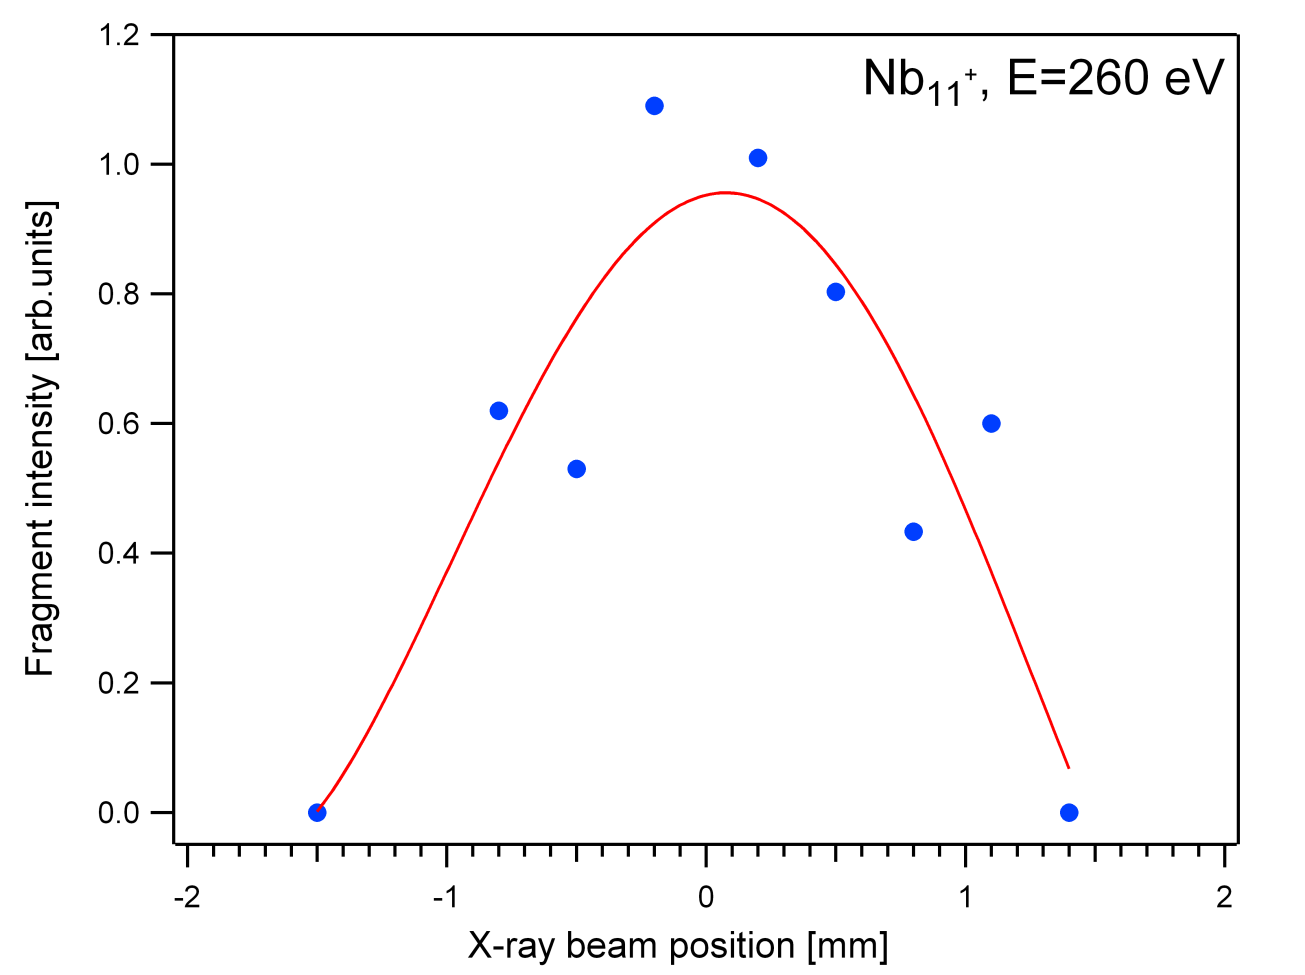 1.2
Nb₁₁⁺, E=260 eV
1.0
0.8
0.6
0.4
0.2
0.0
Fragment intensity [arb.units]
-2 -1 0 1 2
X-ray beam position [mm]